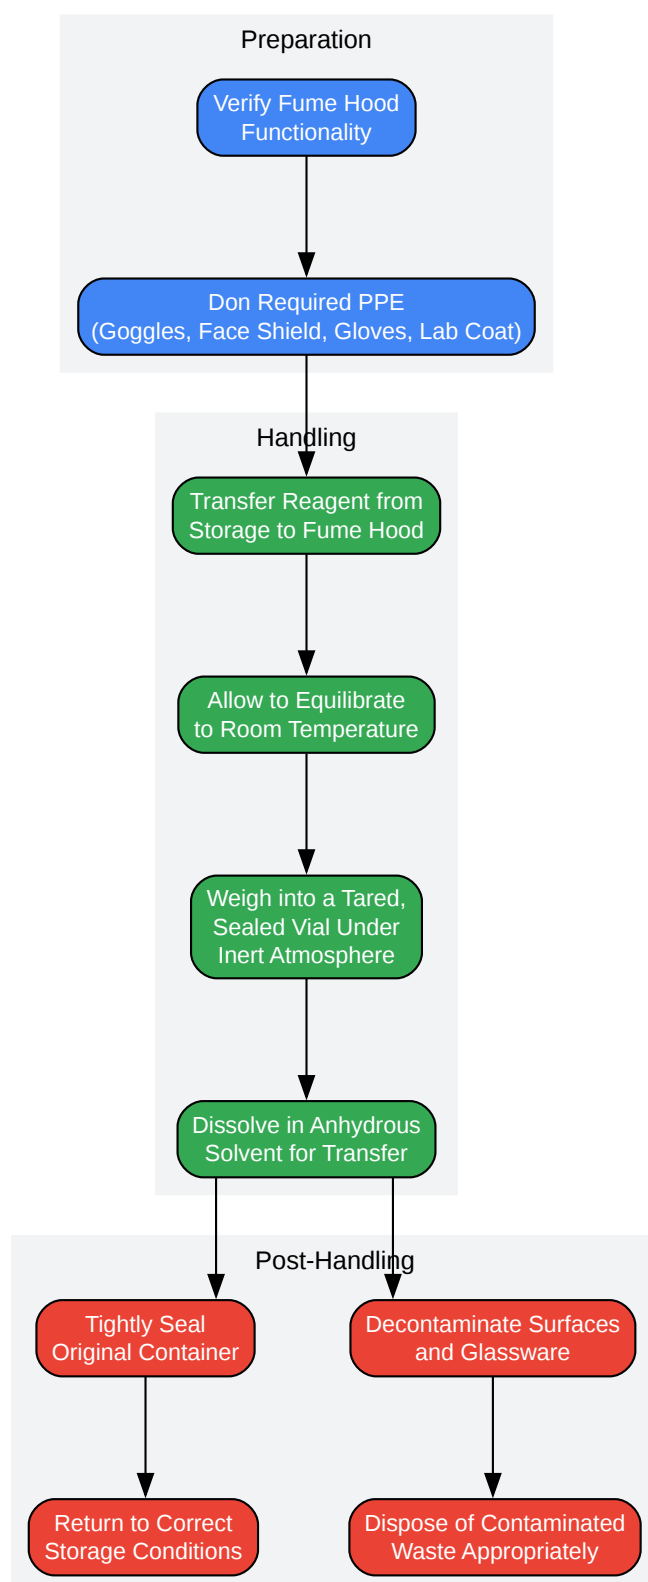 Preparation
Verify Fume Hood
Functionality
Don Required PPE
(Goggles, Face Shield, Gloves, Lab Coat)
Handling
Transfer Reagent from
Storage to Fume Hood
Allow to Equilibrate
to Room Temperature
Weigh into a Tared,
Sealed Vial Under
Inert Atmosphere
Dissolve in Anhydrous
Solvent for Transfer
Post-Handling
Tightly Seal
Original Container
Decontaminate Surfaces
and Glassware
Return to Correct
Storage Conditions
Dispose of Contaminated
Waste Appropriately